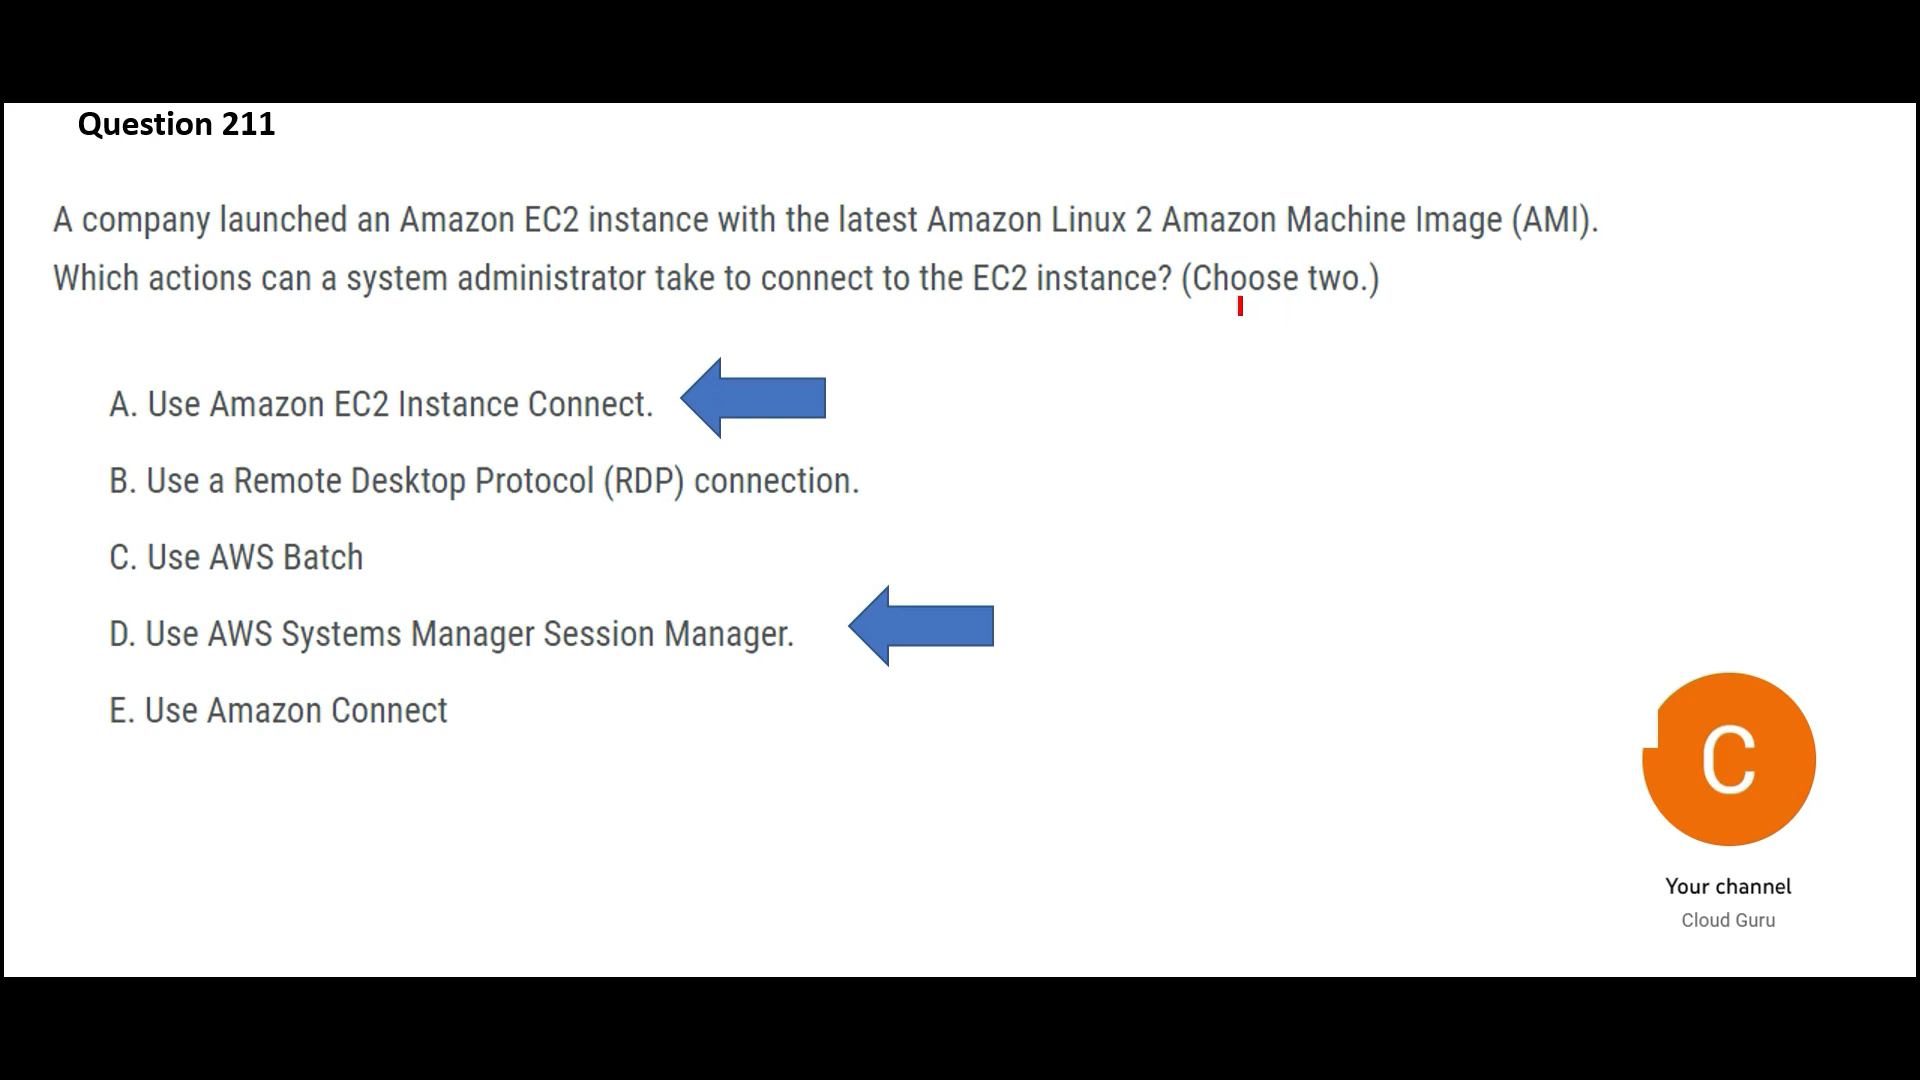 Question 211
A company launched an Amazon EC2 instance with the latest Amazon Linux 2 Amazon Machine Image (AMI).
Which actions can a system administrator take to connect to the EC2 instance? (Choose two.)
A. Use Amazon EC2 Instance Connect.
B. Use a Remote Desktop Protocol (RDP) connection.
C. Use AWS Batch
D. Use AWS Systems Manager Session Manager.
E. Use Amazon Connect
C
Your channel
Cloud Guru